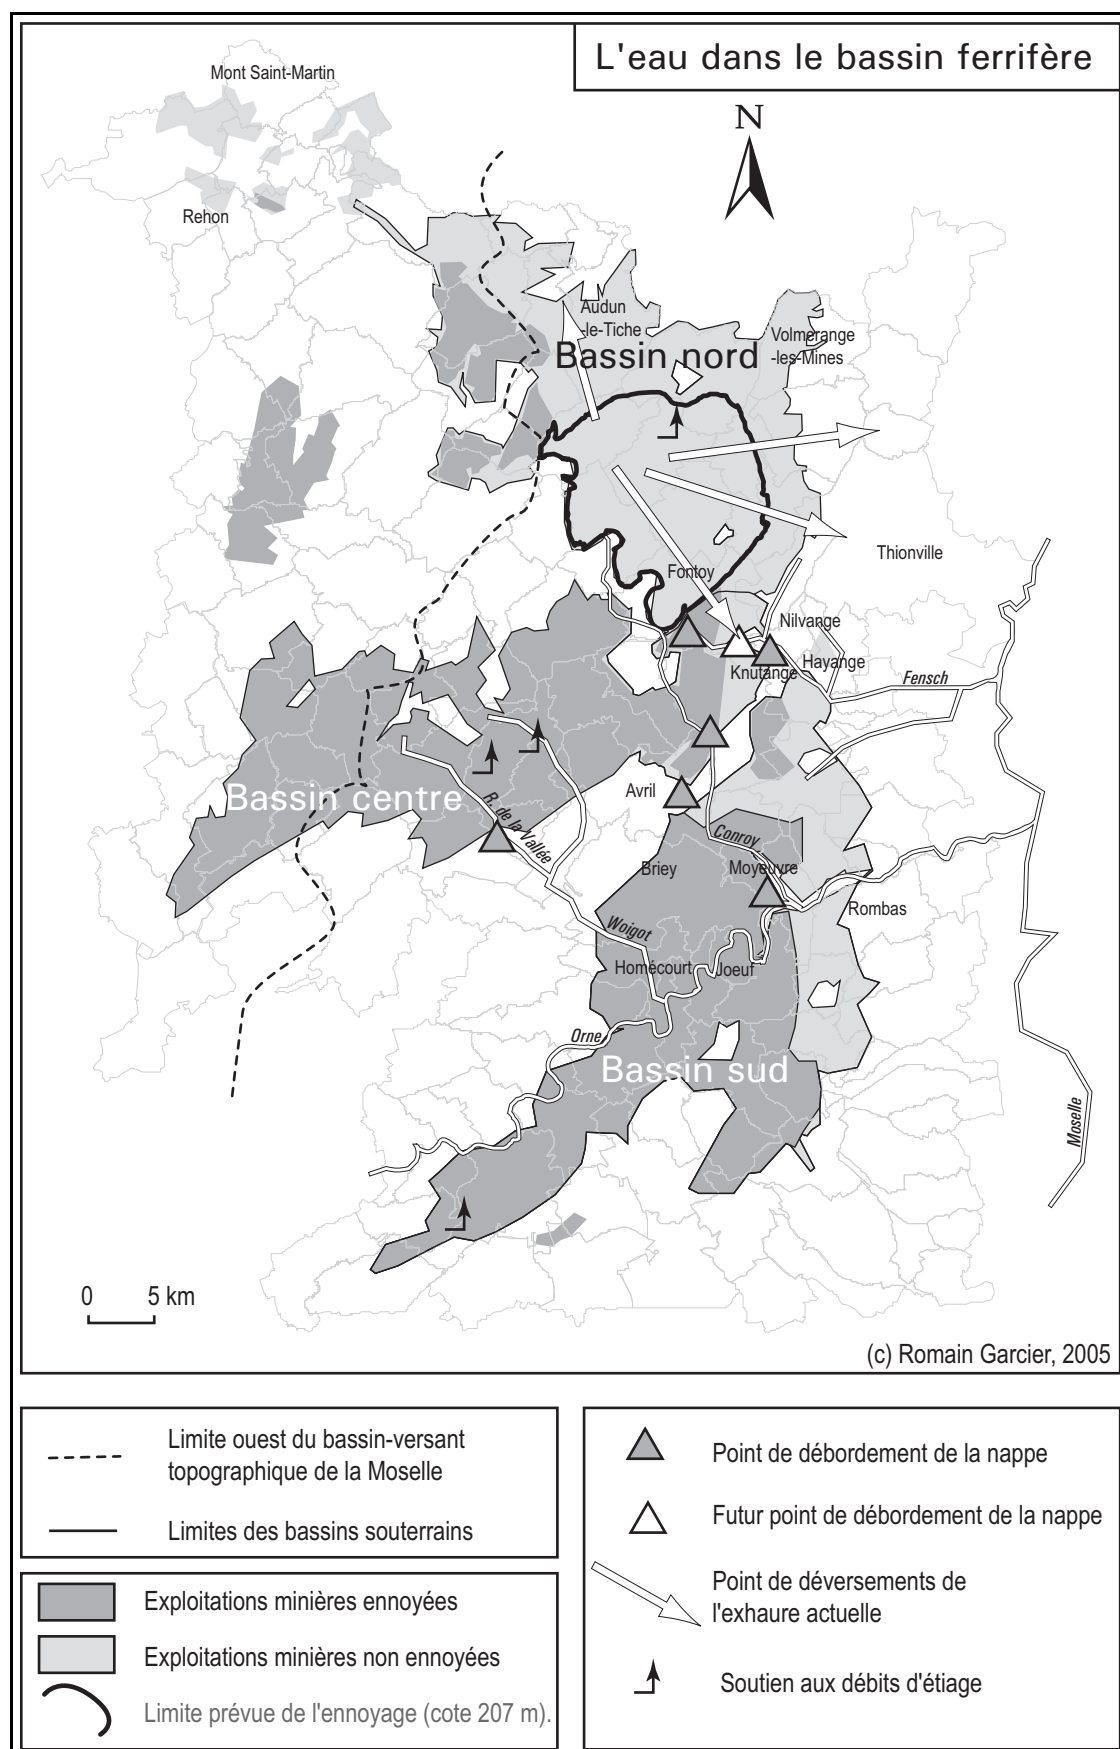 L'eau dans le bassin ferrifère
Mont Saint-Martin
N
Rehon
Audun
-le-Tiche
Volmerange
-les-Mines
Bassin nord
Thionville
Fontoy
Nilvange
Hayange
Knutange
Fensch
Bassin centre
Avril
R. de la Vallée
Conroy
Briey
Moyeuvre
Rombas
Woigot
Homécourt
Joeuf
Orne
Bassin sud
Moselle
0 5 km
(c) Romain Garcier, 2005
Limite ouest du bassin-versant
topographique de la Moselle
Limites des bassins souterrains
Exploitations minières ennoyées
Exploitations minières non ennoyées
Limite prévue de l'ennoyage (cote 207 m).
Point de débordement de la nappe
Futur point de débordement de la nappe
Point de déversements de
l'exhaure actuelle
Soutien aux débits d'étiage